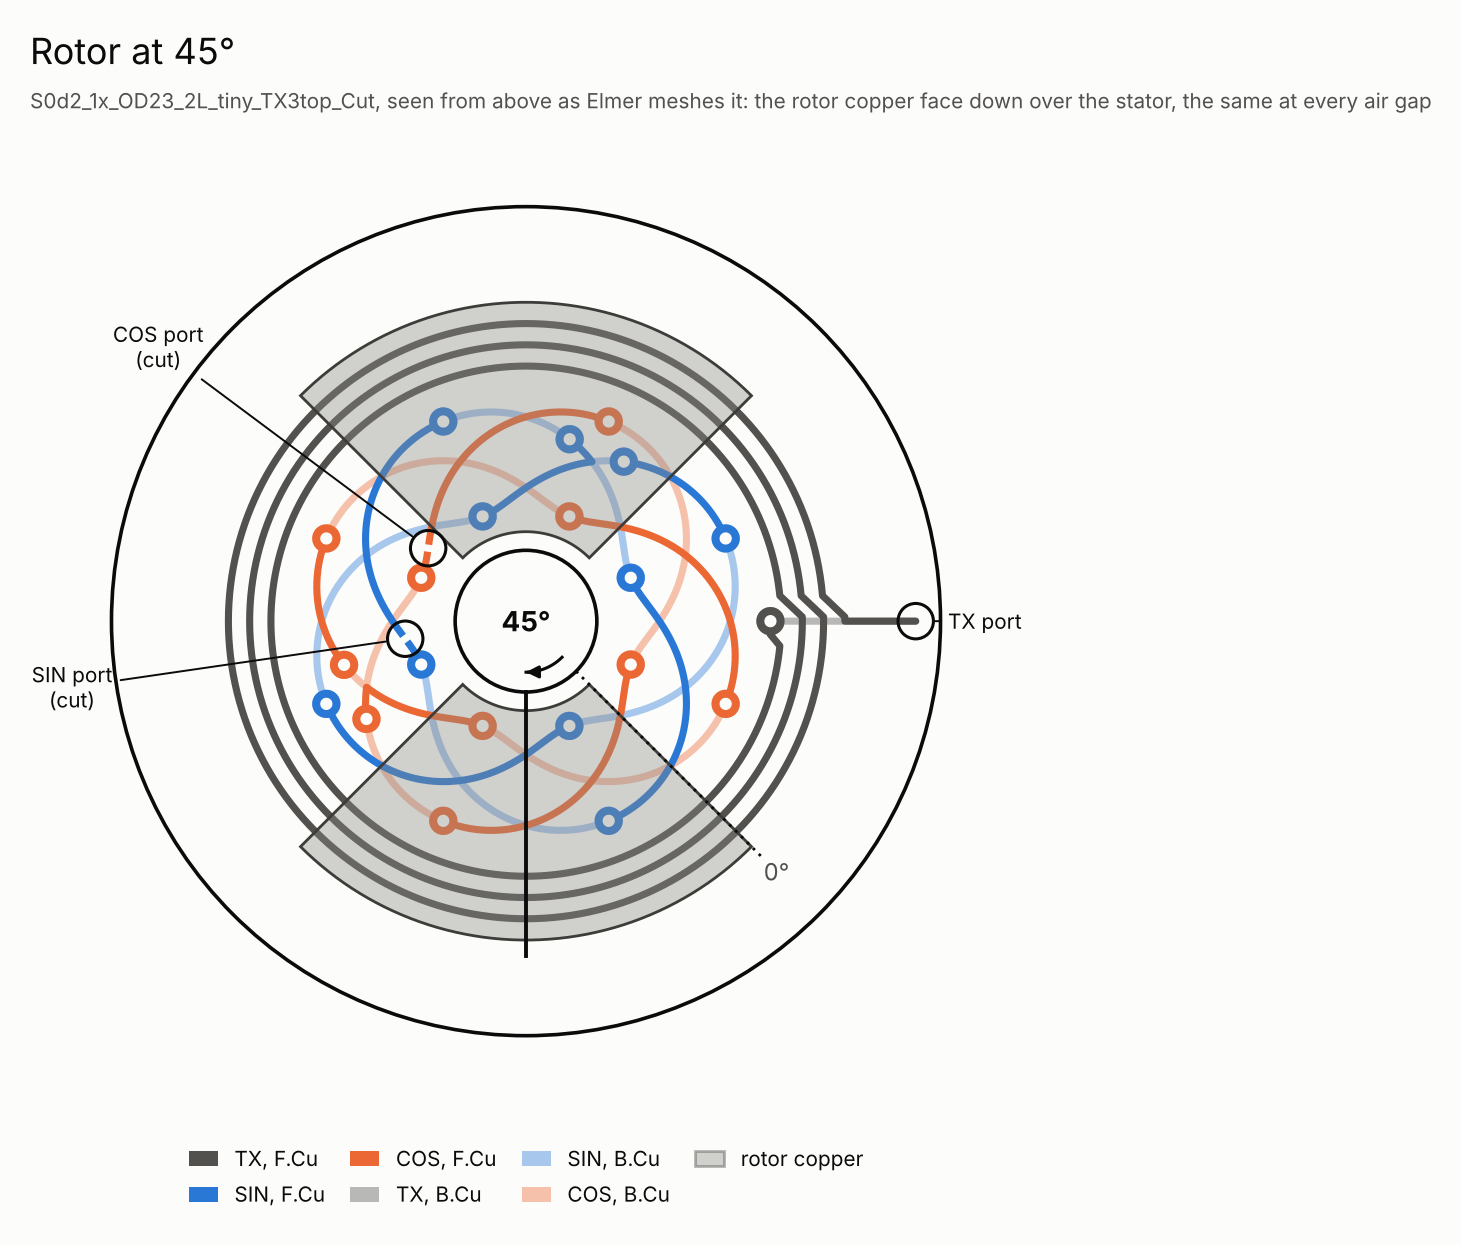 Rotor at 45°
S0d2_1x_OD23_2L_tiny_TX3top_Cut, seen from above as Elmer meshes it: the rotor copper face down over the stator, the same at every air gap
COS port
(cut)
45°
TX port
SIN port
(cut)
0°
TX, F.Cu
COS, F.Cu
SIN, B.Cu
rotor copper
SIN, F.Cu
TX, B.Cu
COS, B.Cu